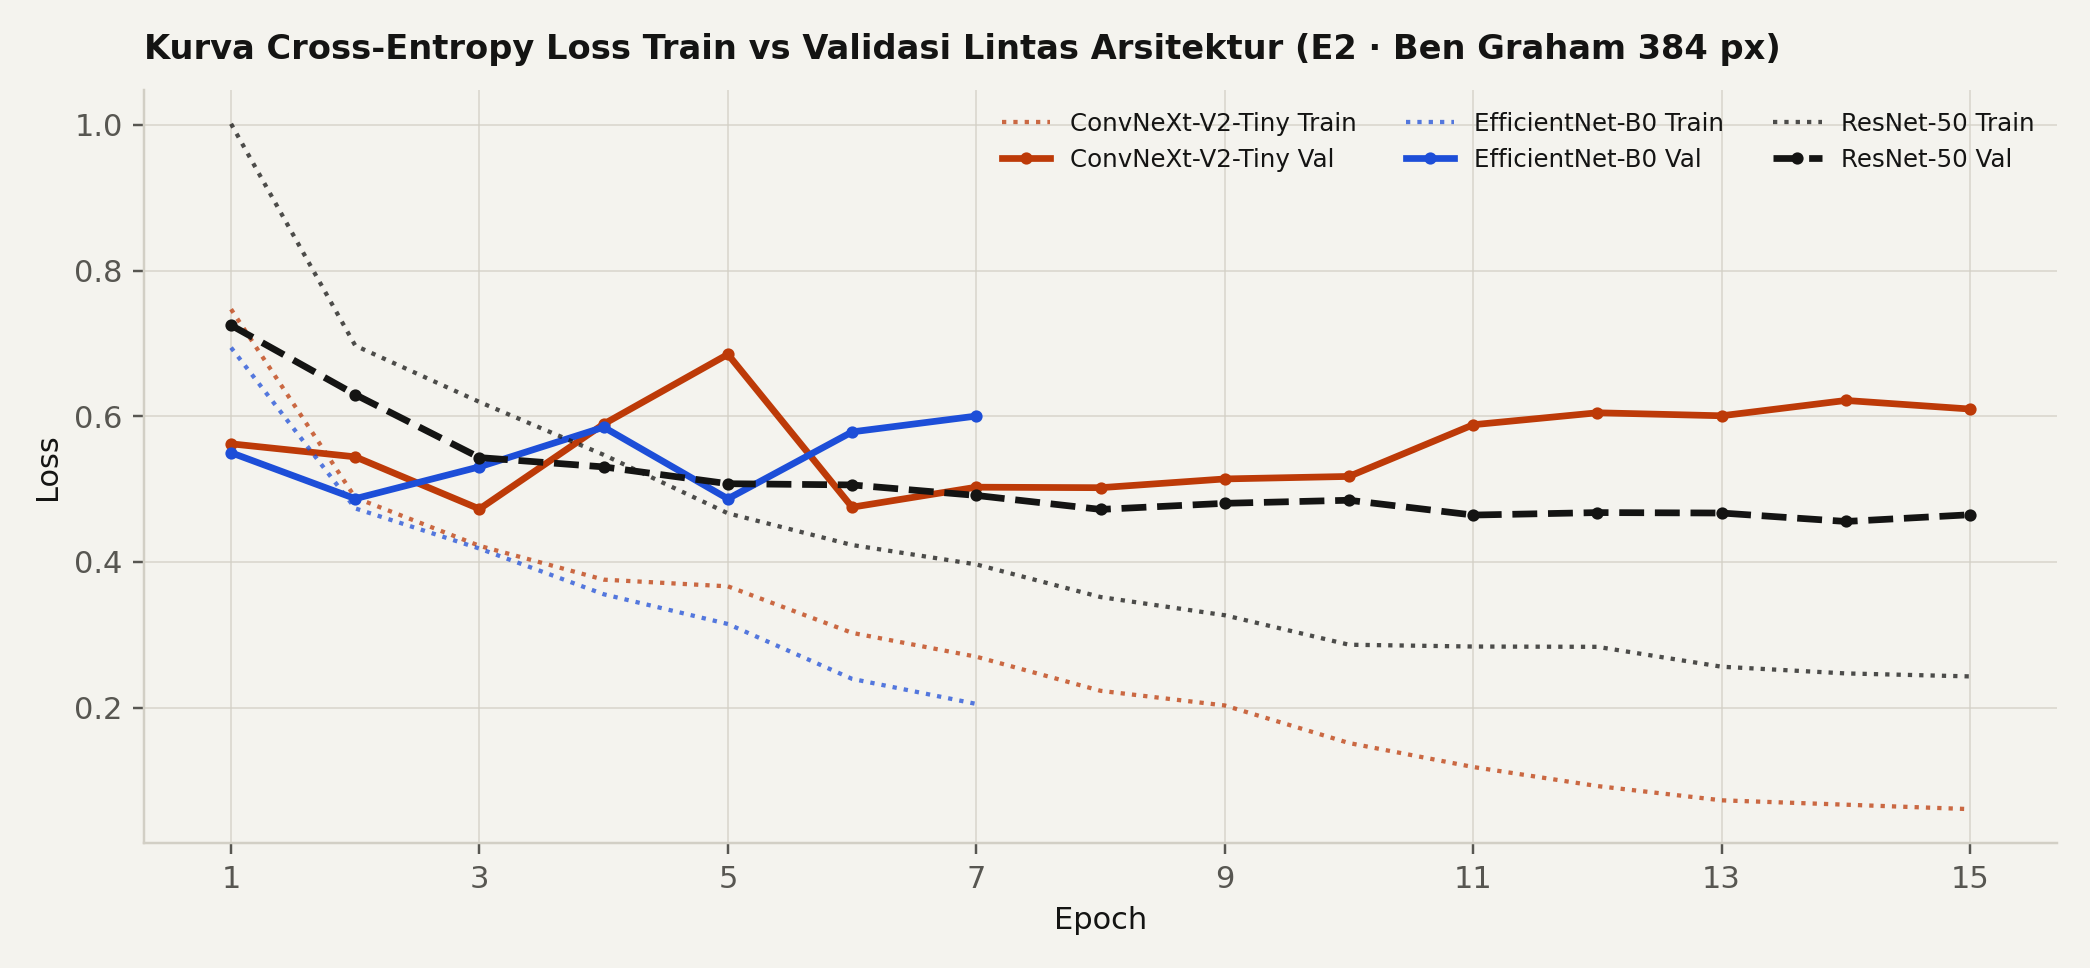 Kurva Cross-Entropy Loss Train vs Validasi Lintas Arsitektur (E2 · Ben Graham 384 px)
ConvNeXt-V2-Tiny Train
ConvNeXt-V2-Tiny Val
EfficientNet-B0 Train
EfficientNet-B0 Val
ResNet-50 Train
ResNet-50 Val
Loss
1.0
0.8
0.6
0.4
0.2
1 3 5 7 9 11 13 15
Epoch